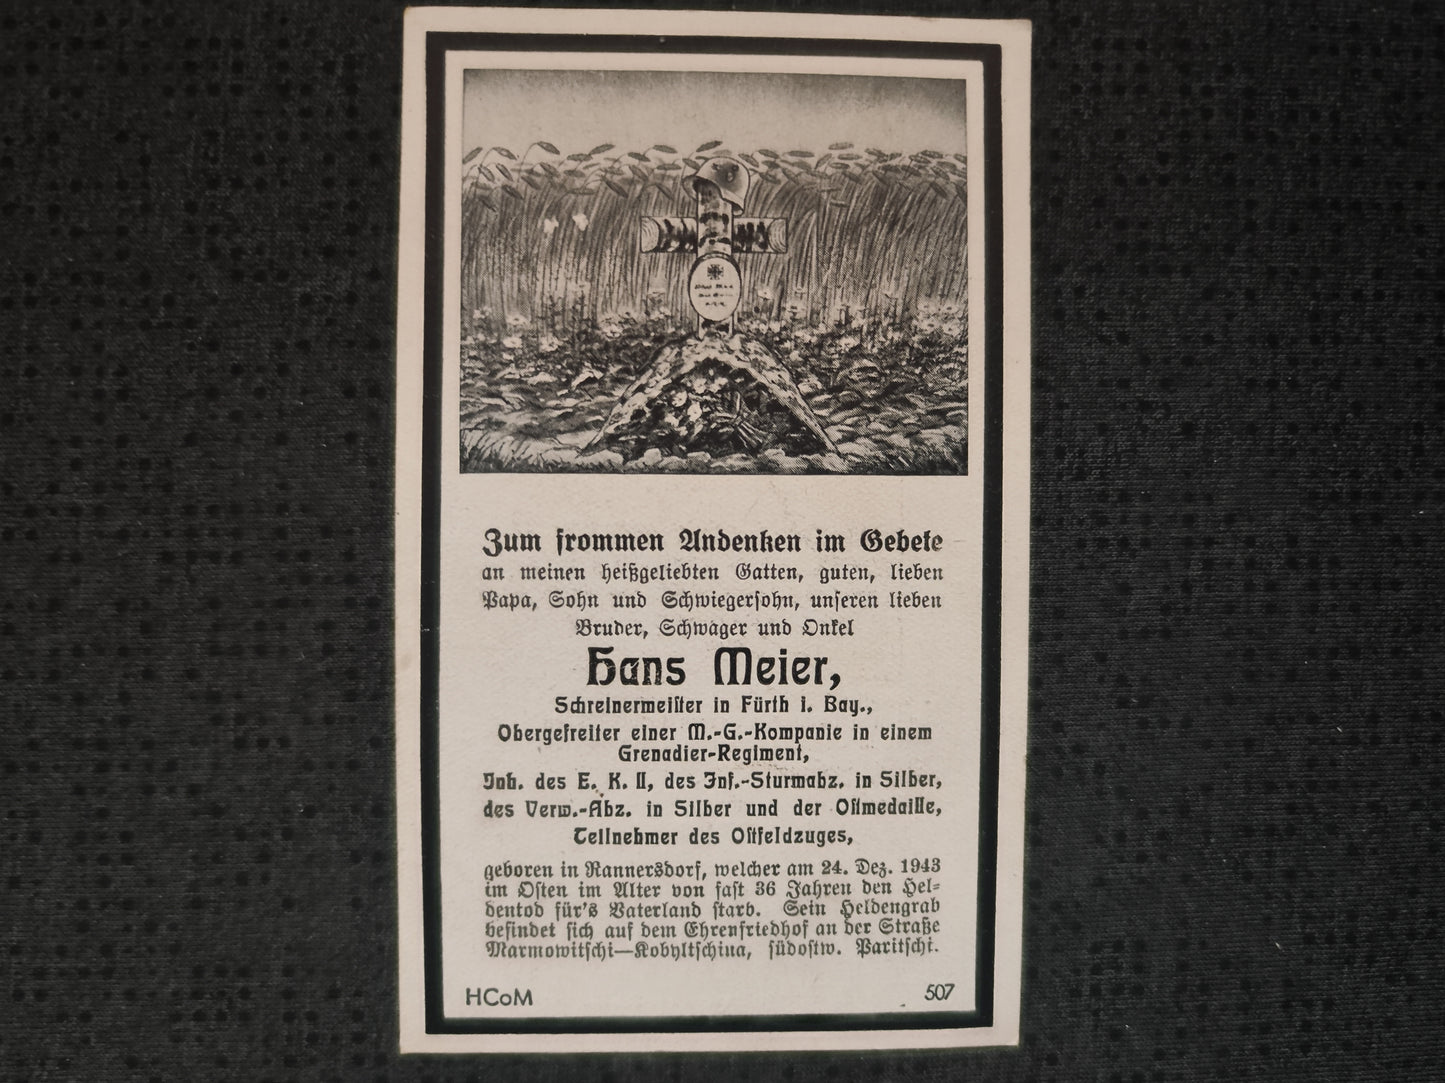 Zum frommen Andenken im Gebete
an meinen heißgeliebten Gatten, guten, lieben
Papa, Sohn und Schwiegersohn, unseren lieben
Bruder, Schwager und Onkel
Hans Meier,
Schreinermeister in Fürth i. Bay.,
Obergefreiter einer M.-G.-Kompanie in einem
Grenadier-Regiment,
Inh. des E. K. II, des Inf.-Sturmabz. in Silber,
des Verw.-Abz. in Silber und der Ostmedaille,
Teilnehmer des Ostfeldzuges,
geboren in Rannersdorf, welcher am 24. Dez. 1943
im Osten im Alter von fast 36 Jahren den Hel-
dentod für's Vaterland starb. Sein Heldengrab
befindet sich auf dem Ehrenfriedhof an der Straße
Marmowitschi—Kobyltschina, südostw. Paritschi.
HCoM
507